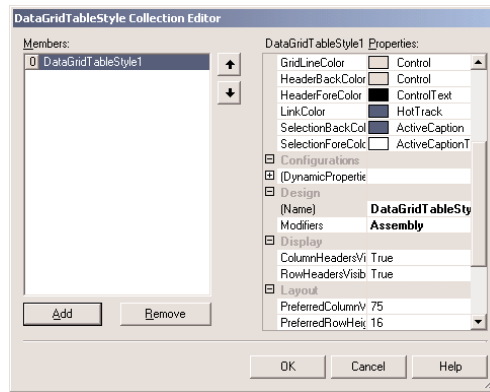 DataGridTableStyle Collection Editor
Members:
0 DataGridTableStyle1
Add
Remove
DataGridTableStyle1 Properties:
GridLineColor Control
HeaderBackColor Control
HeaderForeColor ControlText
LinkColor HotTrack
SelectionBackCol ActiveCaption
SelectionForeColc ActiveCaptionT
Configurations
(DynamicPropertie
Design
(Name) DataGridTableSty
Modifiers Assembly
Display
ColumnHeadersVi True
RowHeadersVisib True
Layout
PreferredColumnV 75
PreferredRowHeig 16
OK
Cancel
Help